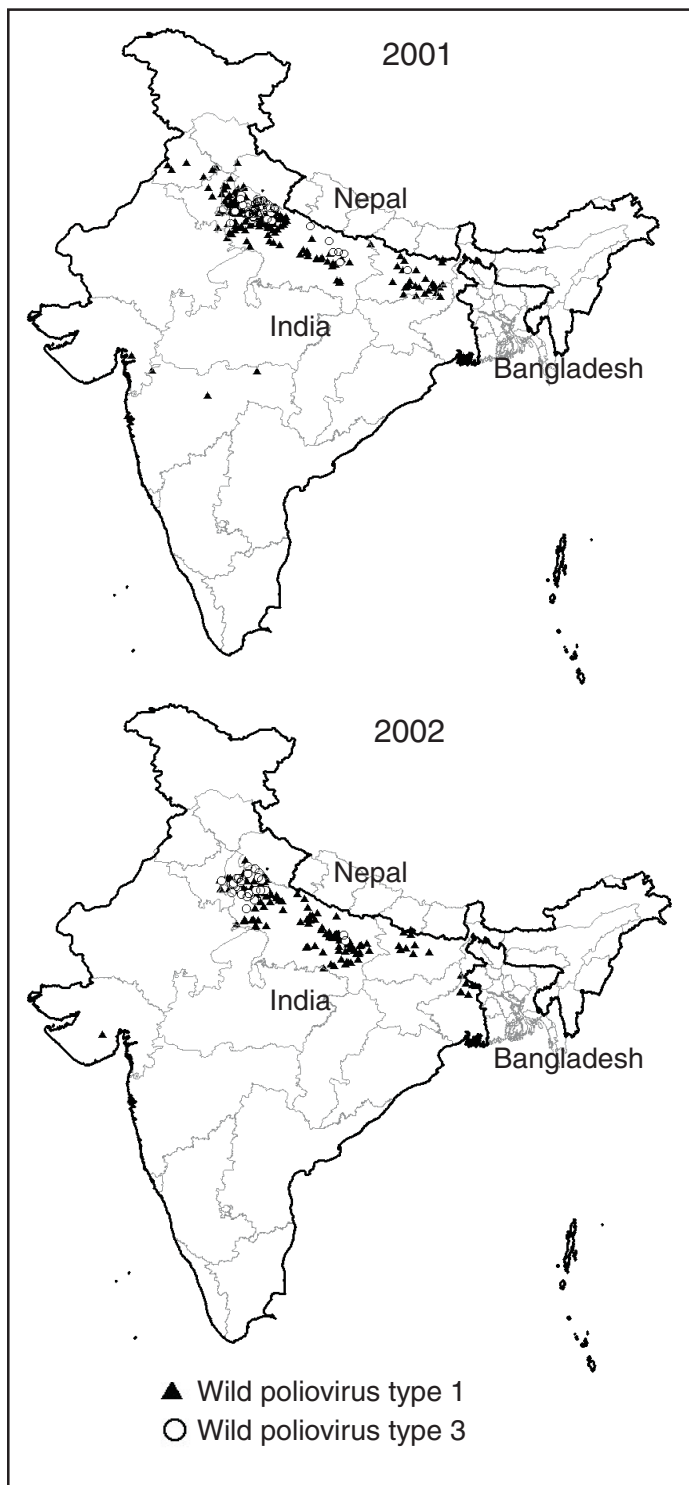 2001
Nepal
India
Bangladesh
2002
Nepal
India
Bangladesh
Wild poliovirus type 1
Wild poliovirus type 3